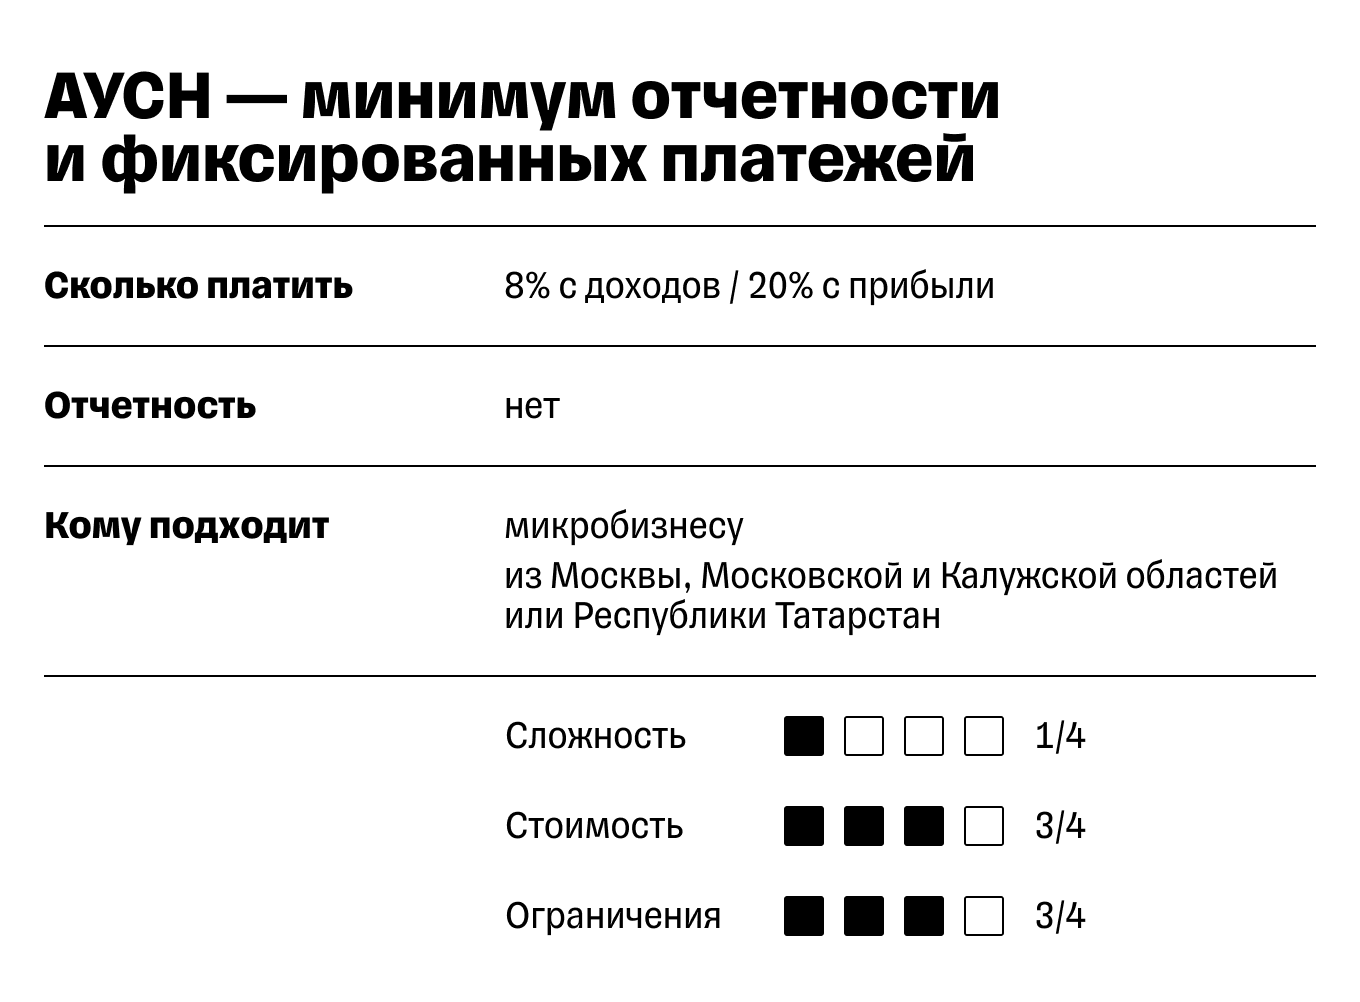 АУСН — минимум отчетности
и фиксированных платежей
Сколько платить 8% с доходов / 20% с прибыли
Отчетность нет
Кому подходит микробизнесу
из Москвы, Московской и Калужской областей
или Республики Татарстан
Сложность 1/4
Стоимость 3/4
Ограничения 3/4